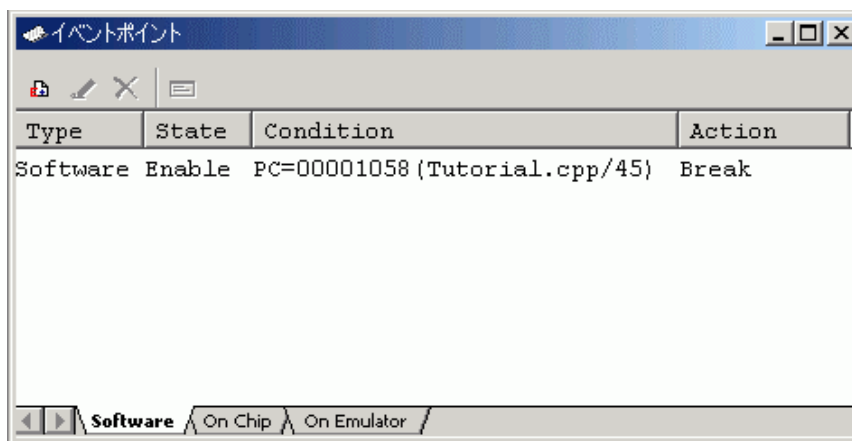 イベントポイント
Type State Condition Action
Software Enable PC=00001058(Tutorial.cpp/45) Break
Software On Chip On Emulator